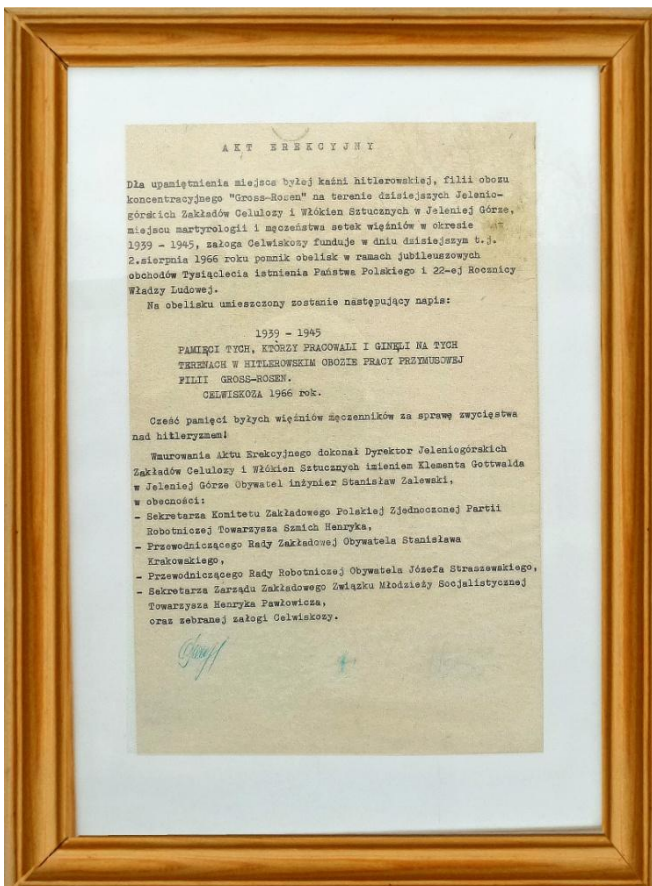 AKT EREKCYJNY
Dla upamiętnienia miejsca byłej kaźni hitlerowskiej, filii obozu
koncentracyjnego "Gross-Rosen" na terenie dzisiejszych Jelenio-
górskich Zakładów Celulozy i Włókien Sztucznych w Jeleniej Górze,
miejscu martyrologii i męczeństwa setek więźniów w okresie
1939 - 1945, załoga Celwiskozy funduje w dniu dzisiejszym t.j.
2.sierpnia 1966 roku pomnik obelisk w ramach jubileuszowych
obchodów Tysiąclecia istnienia Państwa Polskiego i 22-ej Rocznicy
Władzy Ludowej.
Na obelisku umieszczony zostanie następujący napis:
1939 - 1945
PAMIĘCI TYCH, KTÓRZY PRACOWALI I GINĘLI NA TYCH
TERENACH W HITLEROWSKIM OBOZIE PRACY PRZYMUSOWEJ
FILII GROSS-ROSEN.
CELWISKOZA 1966 rok.
Cześć pamięci byłych więźniów męczenników za sprawę zwycięstwa
nad hitleryzmem!
Wmurowania Aktu Erekcyjnego dokonał Dyrektor Jeleniogórskich
Zakładów Celulozy i Włókien Sztucznych imieniem Klementa Gottwalda
w Jeleniej Górze Obywatel inżynier Stanisław Zalewski,
w obecności:
- Sekretarza Komitetu Zakładowego Polskiej Zjednoczonej Partii
Robotniczej Towarzysza Szmich Henryka,
- Przewodniczącego Rady Zakładowej Obywatela Stanisława
Krakowskiego,
- Przewodniczącego Rady Robotniczej Obywatela Józefa Straszewskiego,
- Sekretarza Zarządu Zakładowego Związku Młodzieży Socjalistycznej
Towarzysza Henryka Pawłowicza,
oraz zebranej załogi Celwiskozy.